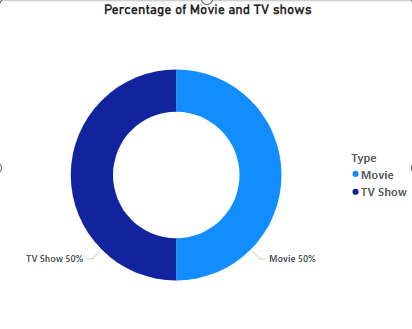 Percentage of Movie and TV shows
Type
Movie
TV Show
TV Show 50%
Movie 50%